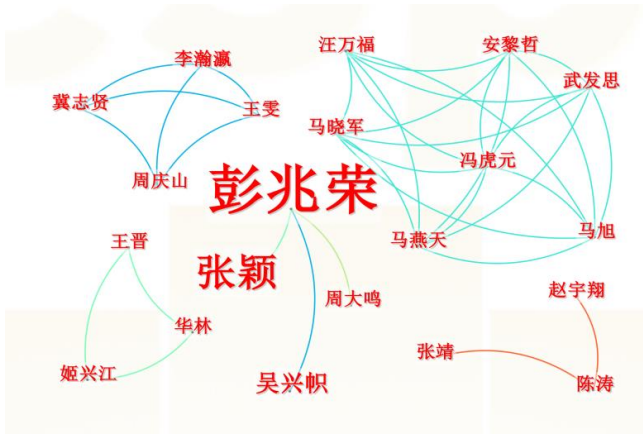 汪万福
安黎哲
李瀚瀛
武发思
冀志贤
王雯
马晓军
冯虎元
周庆山
彭兆荣
马旭
王晋
马燕天
张颖
赵宇翔
周大鸣
华林
张靖
姬兴江
吴兴帜
陈涛